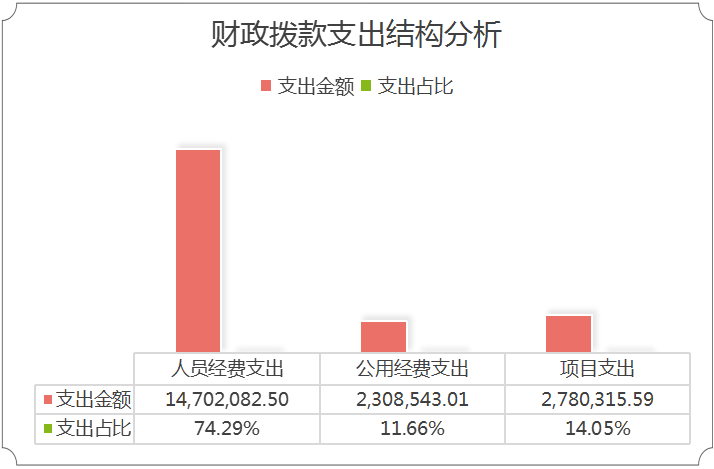 财政拨款支出结构分析
支出金额 支出占比
人员经费支出 公用经费支出 项目支出
支出金额 14,702,082.50 2,308,543.01 2,780,315.59
支出占比 74.29% 11.66% 14.05%